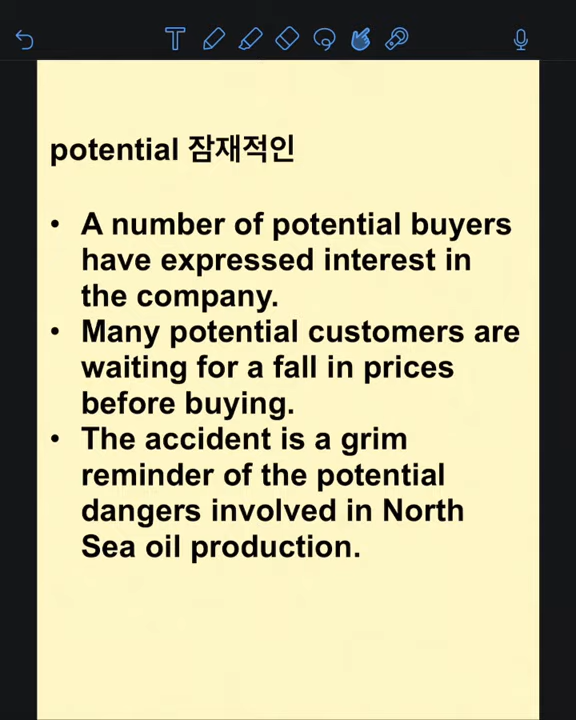 potential 잠재적인
• A number of potential buyers
have expressed interest in
the company.
• Many potential customers are
waiting for a fall in prices
before buying.
• The accident is a grim
reminder of the potential
dangers involved in North
Sea oil production.